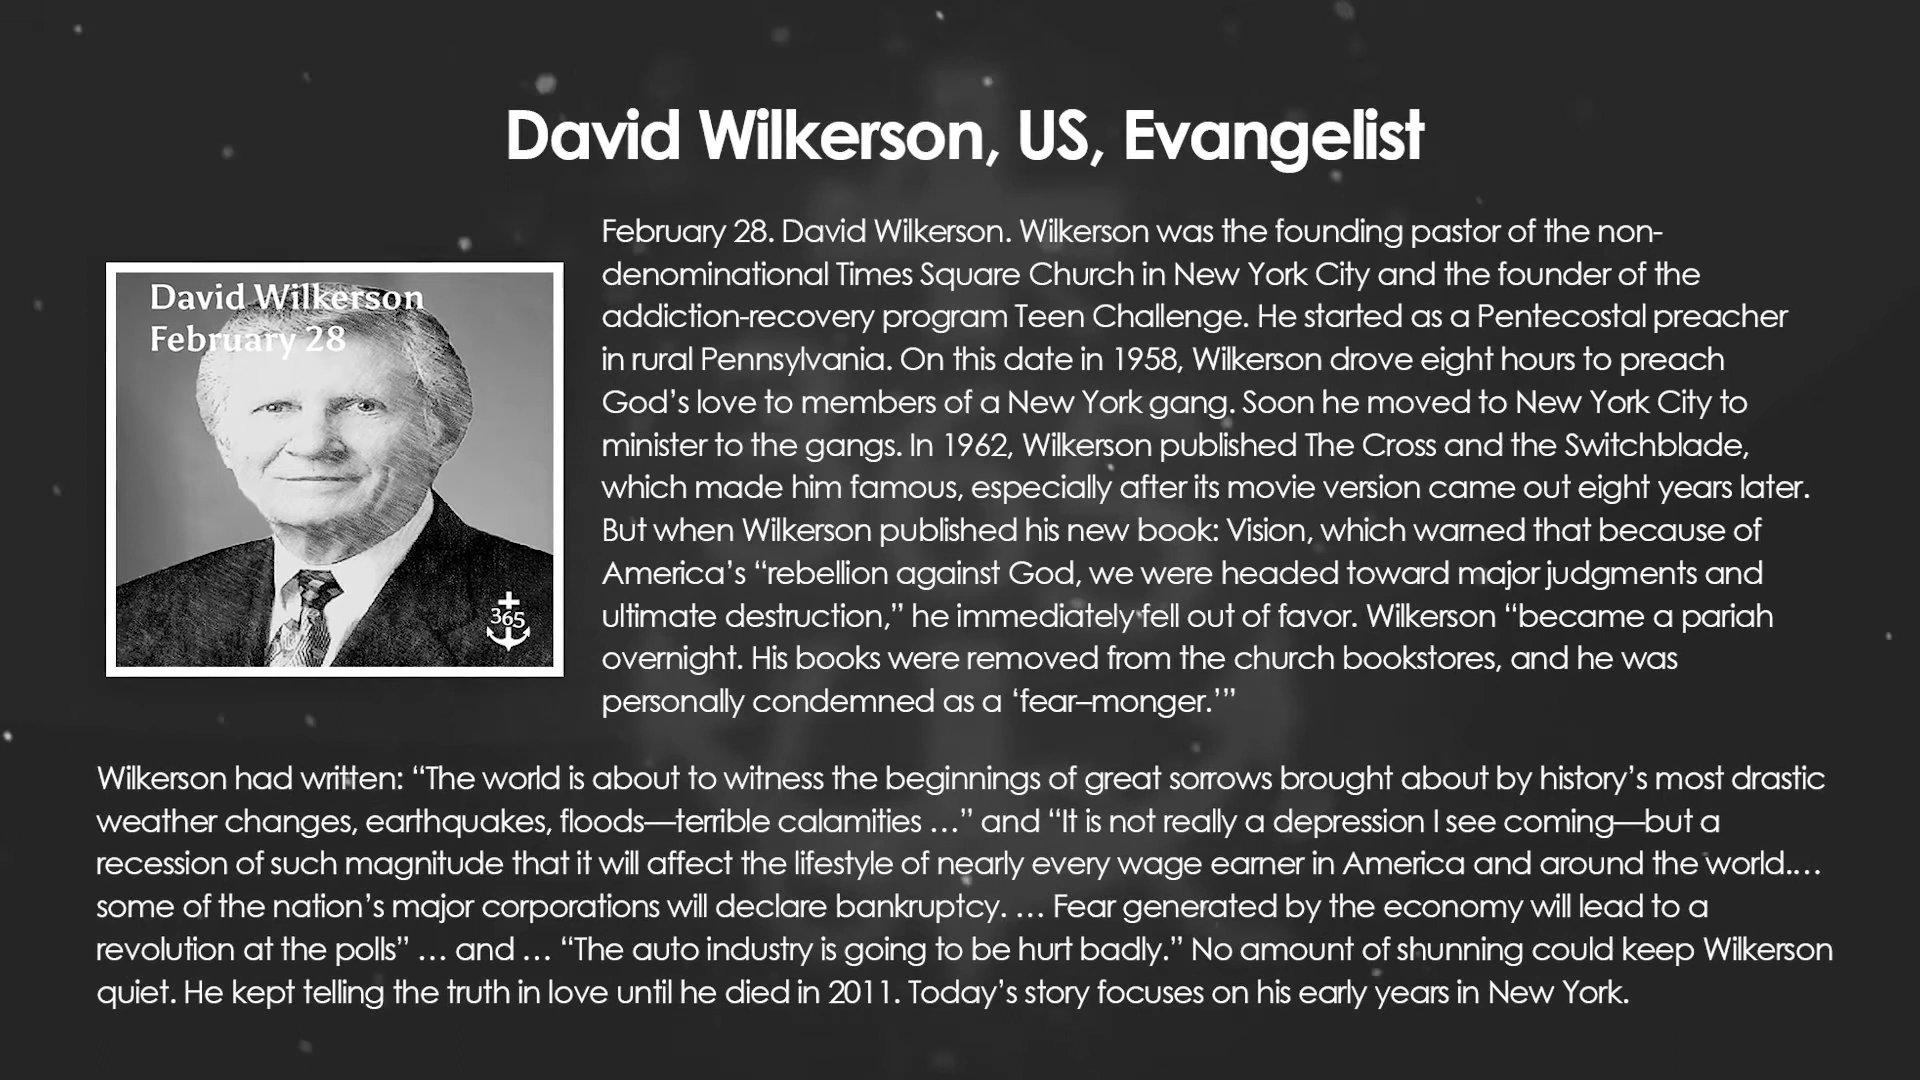 David Wilkerson, US, Evangelist
David Wilkerson
February 28
365
February 28. David Wilkerson. Wilkerson was the founding pastor of the non-
denominational Times Square Church in New York City and the founder of the
addiction-recovery program Teen Challenge. He started as a Pentecostal preacher
in rural Pennsylvania. On this date in 1958, Wilkerson drove eight hours to preach
God’s love to members of a New York gang. Soon he moved to New York City to
minister to the gangs. In 1962, Wilkerson published The Cross and the Switchblade,
which made him famous, especially after its movie version came out eight years later.
But when Wilkerson published his new book: Vision, which warned that because of
America’s “rebellion against God, we were headed toward major judgments and
ultimate destruction,” he immediately fell out of favor. Wilkerson “became a pariah
overnight. His books were removed from the church bookstores, and he was
personally condemned as a ‘fear–monger.’”
Wilkerson had written: “The world is about to witness the beginnings of great sorrows brought about by history’s most drastic
weather changes, earthquakes, floods—terrible calamities …” and “It is not really a depression I see coming—but a
recession of such magnitude that it will affect the lifestyle of nearly every wage earner in America and around the world.…
some of the nation’s major corporations will declare bankruptcy. … Fear generated by the economy will lead to a
revolution at the polls” … and … “The auto industry is going to be hurt badly.” No amount of shunning could keep Wilkerson
quiet. He kept telling the truth in love until he died in 2011. Today’s story focuses on his early years in New York.